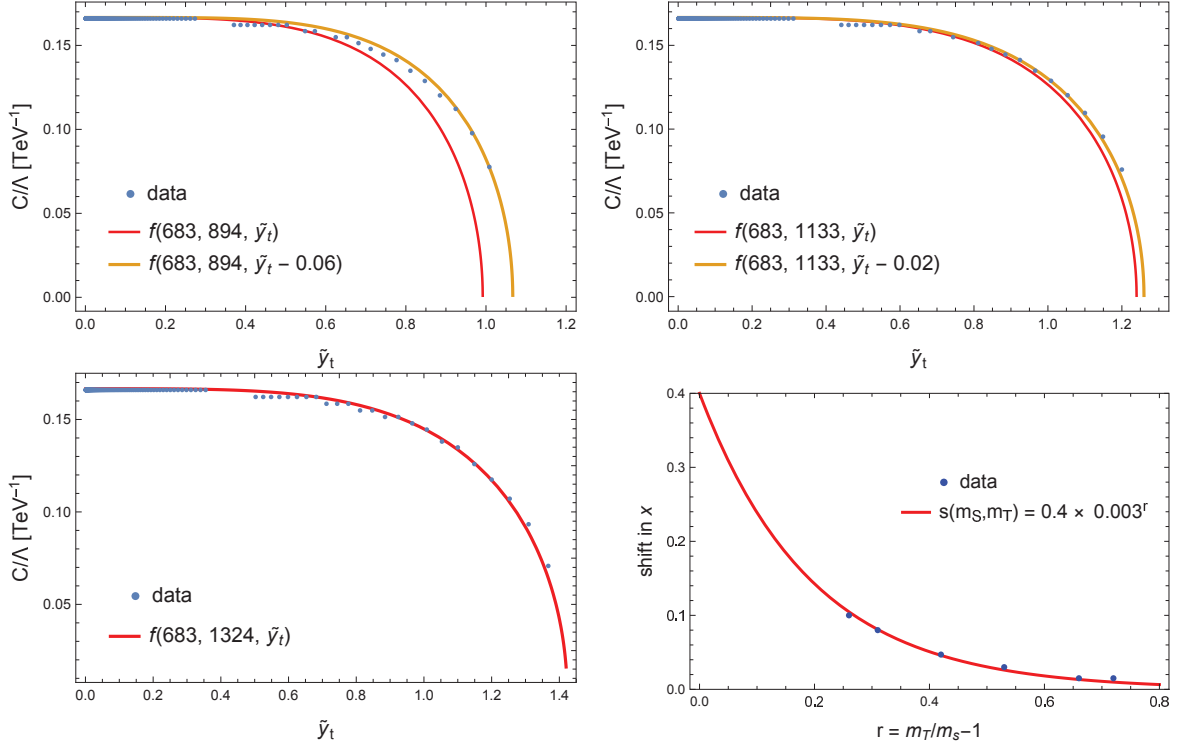 C/Λ [TeV⁻¹]
0.15
0.10
0.05
0.00
data
f(683, 894, ỹₜ)
f(683, 894, ỹₜ − 0.06)
0.0 0.2 0.4 0.6 0.8 1.0 1.2
ỹₜ
C/Λ [TeV⁻¹]
0.15
0.10
0.05
0.00
data
f(683, 1133, ỹₜ)
f(683, 1133, ỹₜ − 0.02)
0.0 0.2 0.4 0.6 0.8 1.0 1.2
ỹₜ
C/Λ [TeV⁻¹]
0.15
0.10
0.05
data
f(683, 1324, ỹₜ)
0.0 0.2 0.4 0.6 0.8 1.0 1.2 1.4
ỹₜ
shift in x
0.4
0.3
0.2
0.1
0.0
data
s(m_S,m_T) = 0.4 × 0.003ʳ
0.0 0.2 0.4 0.6 0.8
r = m_T/m_s−1